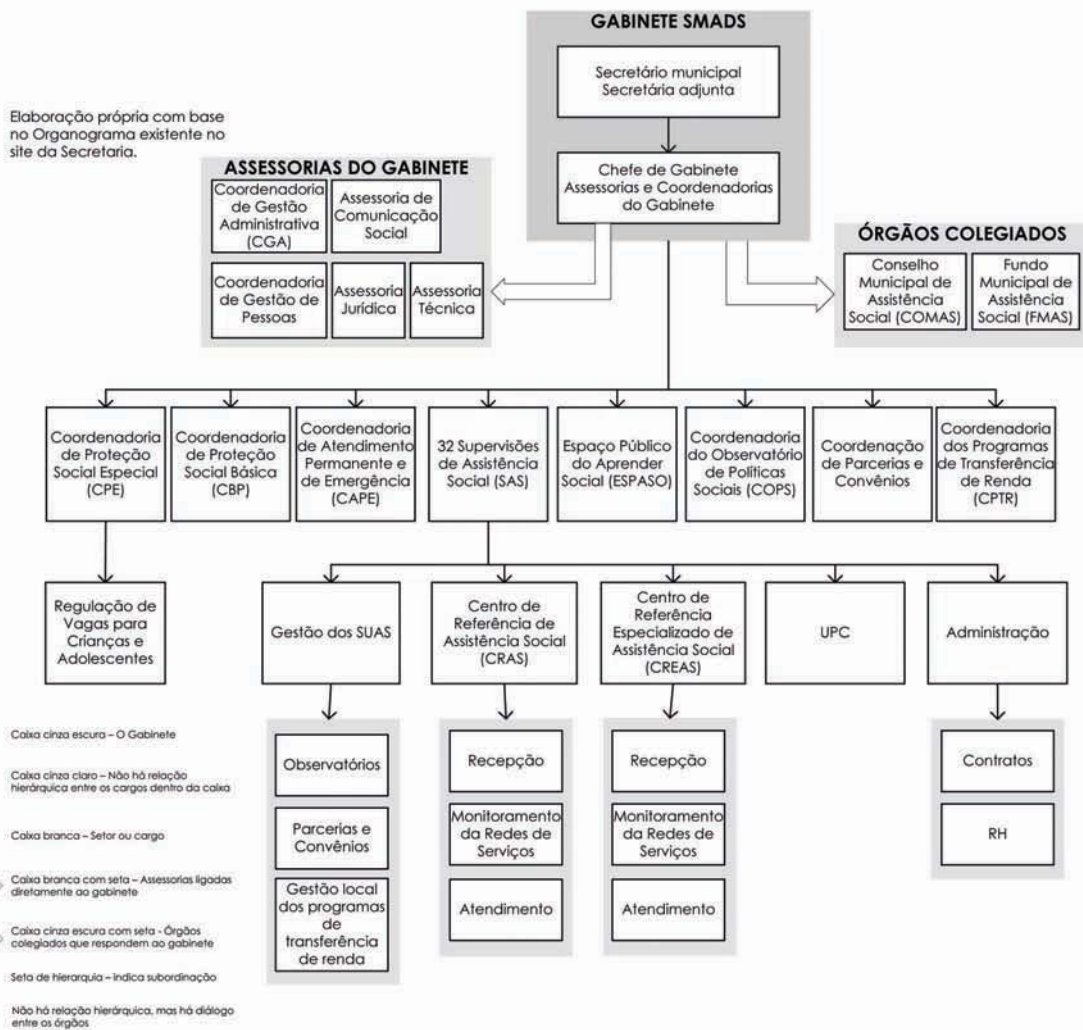 GABINETE SMADS
Secretário municipal
Secretária adjunta
Elaboração própria com base
no Organograma existente no
site da Secretaria.
Chefe de Gabinete
Assessorias e Coordenadorias
do Gabinete
ASSESSORIAS DO GABINETE
Coordenadoria
de Gestão
Administrativa
(CGA)
Assessoria de
Comunicação
Social
Coordenadoria
de Gestão de
Pessoas
Assessoria
Jurídica
Assessoria
Técnica
ÓRGÃOS COLEGIADOS
Conselho
Municipal de
Assistência
Social (COMAS)
Fundo
Municipal de
Assistência
Social (FMAS)
Coordenadoria
de Proteção
Social Especial
(CPE)
Coordenadoria
de Proteção
Social Básica
(CBP)
Coordenadoria
de Atendimento
Permanente e
de Emergência
(CAPE)
32 Supervisões
de Assistência
Social (SAS)
Espaço Público
do Aprender
Social (ESPASO)
Coordenadoria
do Observatório
de Políticas
Sociais (COPS)
Coordenação
de Parcerias e
Convênios
Coordenadoria
dos Programas
de Transferência
de Renda
(CPTR)
Regulação de
Vagas para
Crianças e
Adolescentes
Gestão dos SUAS
Centro de
Referência de
Assistência Social
(CRAS)
Centro de
Referência
Especializado de
Assistência Social
(CREAS)
UPC
Administração
Observatórios
Parcerias e
Convênios
Gestão local
dos programas
de
transferência
de renda
Recepção
Monitoramento
da Redes de
Serviços
Atendimento
Recepção
Monitoramento
da Redes de
Serviços
Atendimento
Contratos
RH
Caixa cinza escura – O Gabinete
Caixa cinza claro – Não há relação
hierárquica entre os cargos dentro da caixa
Caixa branca – Setor ou cargo
Caixa branca com seta – Assessorias ligadas
diretamente ao gabinete
Caixa cinza escura com seta - Órgãos
colegiados que respondem ao gabinete
Seta de hierarquia – indica subordinação
Não há relação hierárquica, mas há diálogo
entre os órgãos